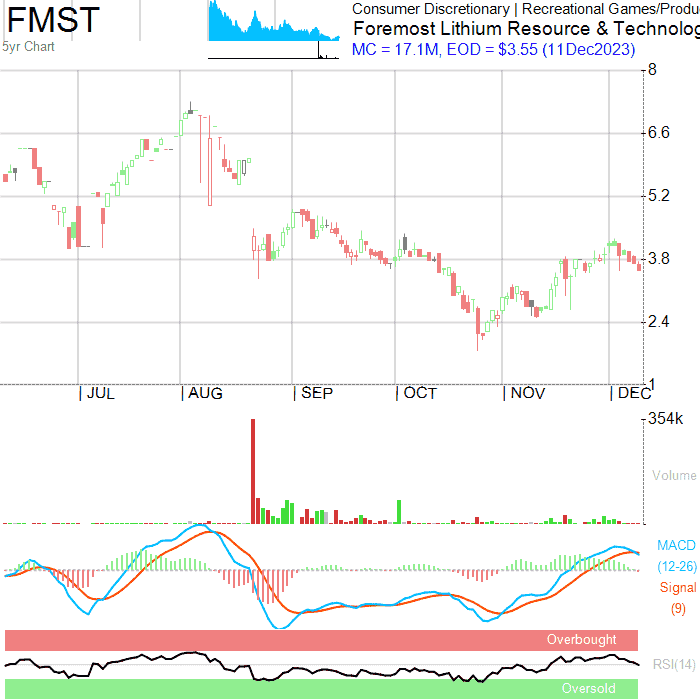 FMST
5yr Chart
Consumer Discretionary | Recreational Games/Produ
Foremost Lithium Resource & Technolog
MC = 17.1M, EOD = $3.55 (11Dec2023)
8
6.6
5.2
3.8
2.4
1
| JUL | AUG | SEP | OCT | NOV | DEC
354k
Volume
MACD
(12-26)
Signal
(9)
Overbought
RSI(14)
Oversold